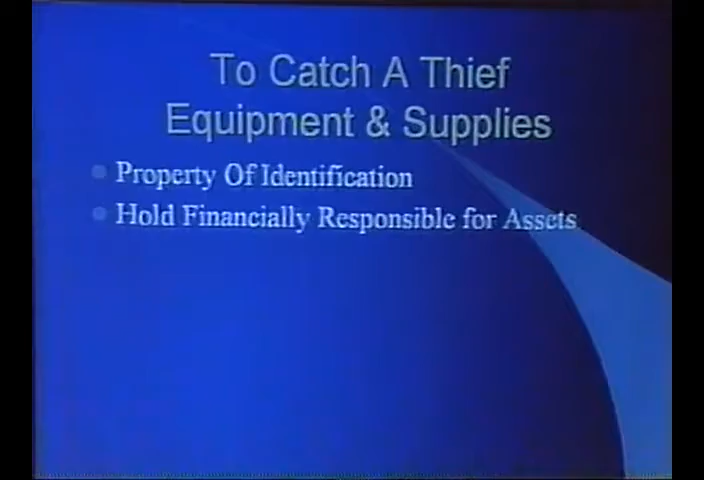 To Catch A Thief
Equipment & Supplies
Property Of Identification
Hold Financially Responsible for Assets